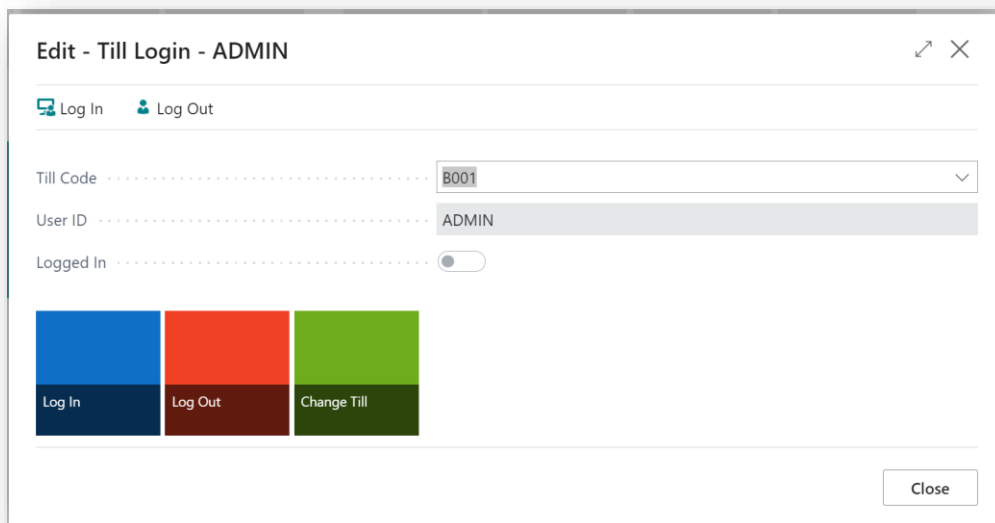 Edit - Till Login - ADMIN
Log In Log Out
Till Code B001
User ID ADMIN
Logged In
Log In Log Out Change Till
Close